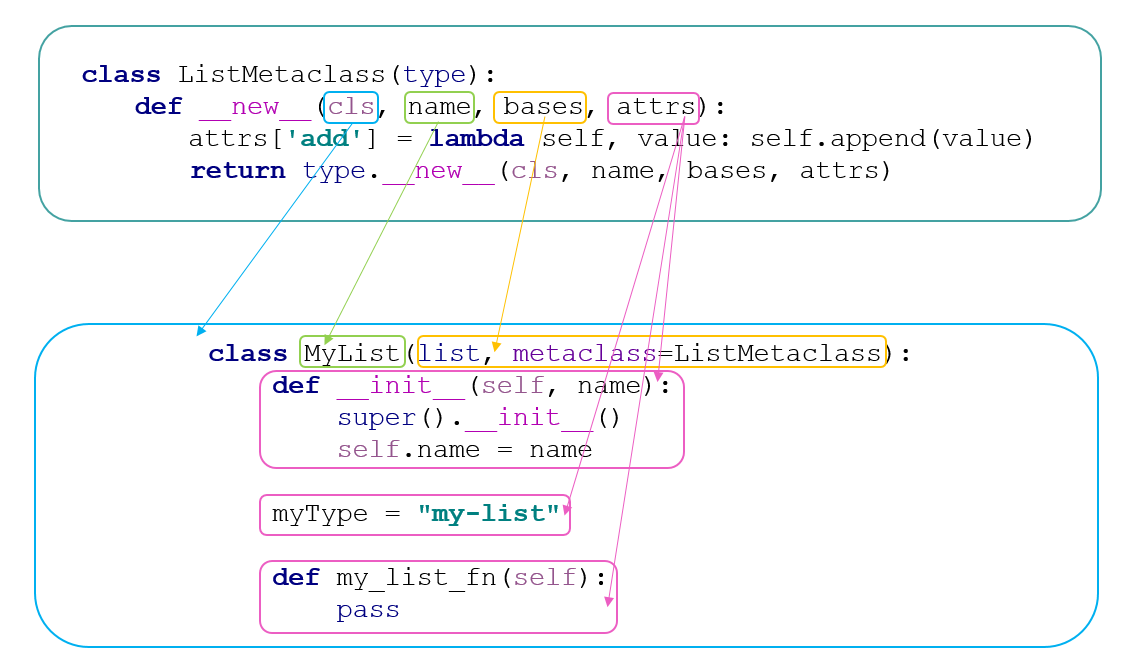 class ListMetaclass(type):
    def __new__(cls, name, bases, attrs):
        attrs['add'] = lambda self, value: self.append(value)
        return type.__new__(cls, name, bases, attrs)
class MyList(list, metaclass=ListMetaclass):
    def __init__(self, name):
        super().__init__()
        self.name = name
    myType = "my-list"
    def my_list_fn(self):
        pass